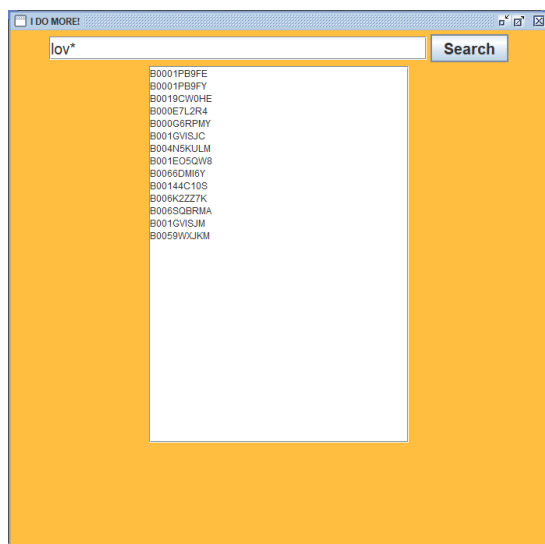 I DO MORE!
lov*
Search
B0001PB9FE
B0001PB9FY
B0019CW0HE
B000E7L2R4
B000G6RPMY
B001GVISJC
B004N5KULM
B001EO5QW8
B0066DMI6Y
B00144C10S
B006K2ZZ7K
B006SQBRMA
B001GVISJM
B0059WXJKM